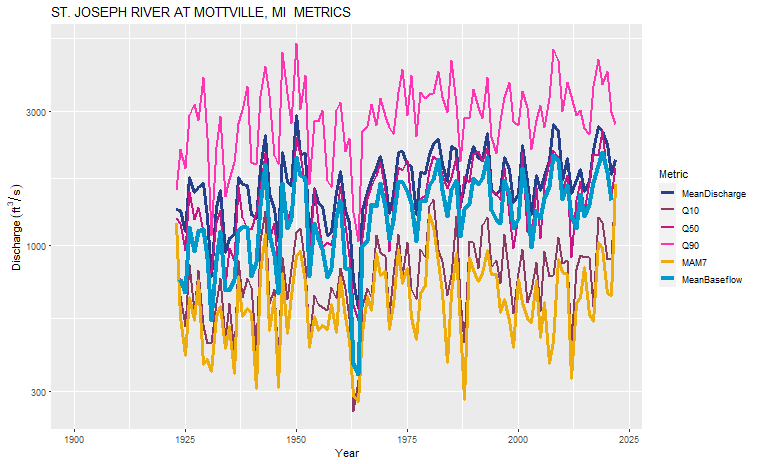 ST. JOSEPH RIVER AT MOTTVILLE, MI  METRICS
Discharge (ft³/s)
3000
1000
300
1900
1925
1950
1975
2000
2025
Year
Metric
MeanDischarge
Q10
Q50
Q90
MAM7
MeanBaseflow